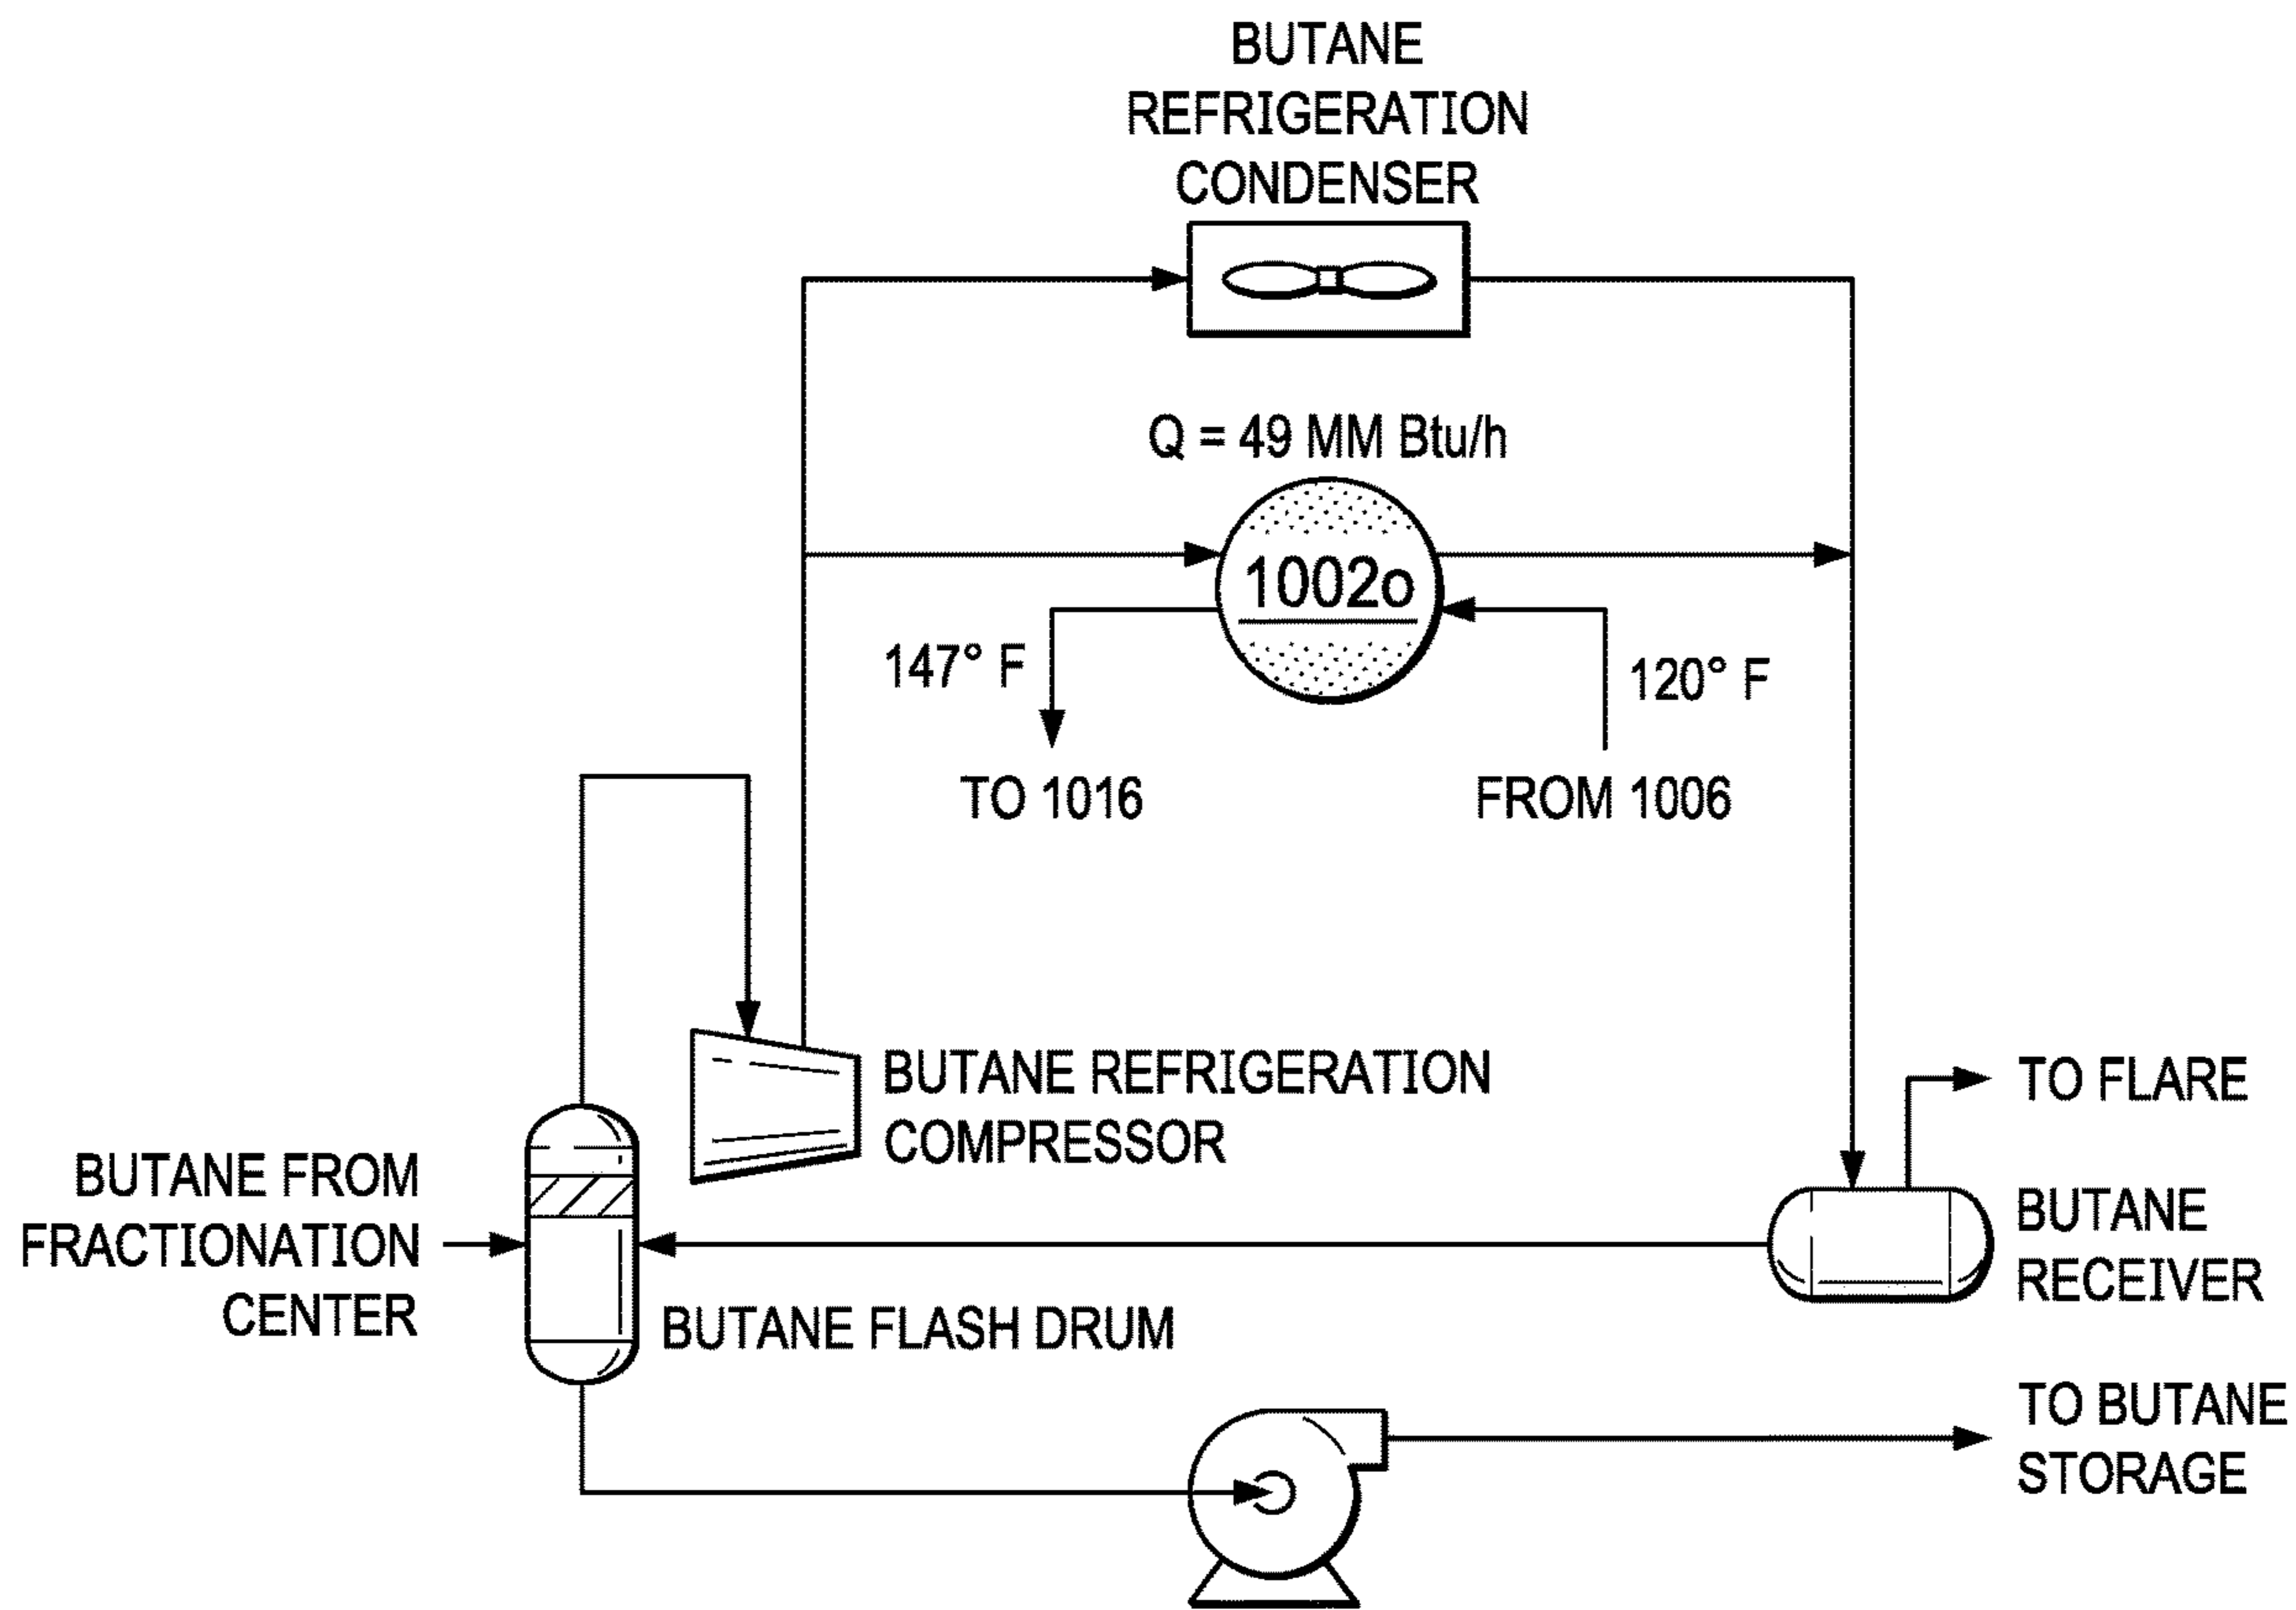 BUTANE
REFRIGERATION
CONDENSER
Q = 49 MM Btu/h
1002o
147° F
120° F
TO 1016
FROM 1006
BUTANE REFRIGERATION
COMPRESSOR
TO FLARE
BUTANE FROM
FRACTIONATION
CENTER
BUTANE
RECEIVER
BUTANE FLASH DRUM
TO BUTANE
STORAGE